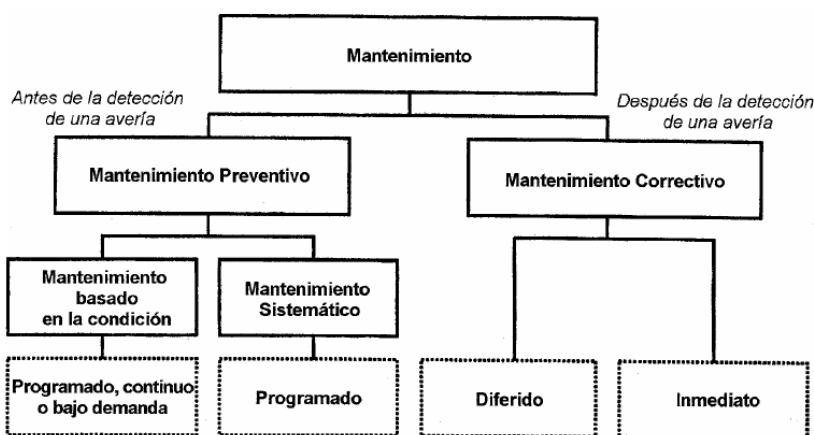 Mantenimiento
Antes de la detección
de una avería
Después de la detección
de una avería
Mantenimiento Preventivo
Mantenimiento Correctivo
Mantenimiento
basado
en la condición
Mantenimiento
Sistemático
Programado, continuo
o bajo demanda
Programado
Diferido
Inmediato